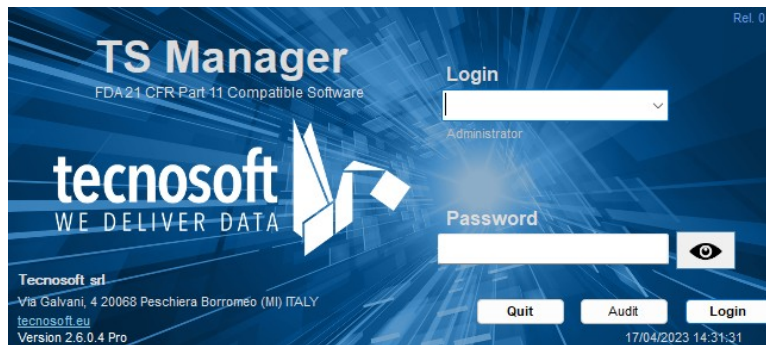 Rel. 0
TS Manager
FDA 21 CFR Part 11 Compatible Software
Login
Administrator
tecnosoft
WE DELIVER DATA
Password
Tecnosoft srl
Via Galvani, 4 20068 Peschiera Borromeo (MI) ITALY
tecnosoft.eu
Version 2.6.0.4 Pro
Quit
Audit
Login
17/04/2023 14:31:31